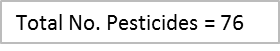 Total No. Pesticides = 76